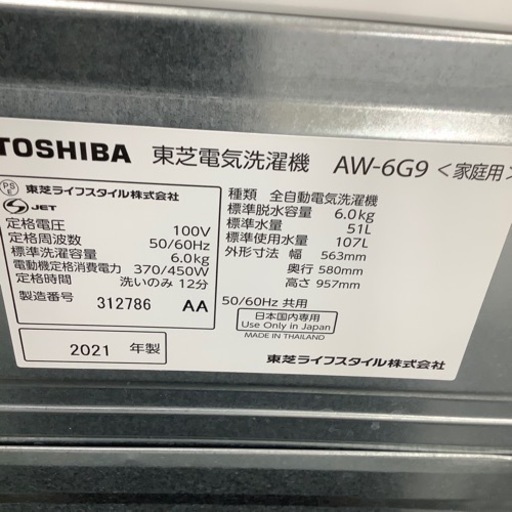 TOSHIBA 東芝電気洗濯機 AW-6G9 <家庭用>
PS E 東芝ライフスタイル株式会社
JET
定格電圧 100V
定格周波数 50/60Hz
標準洗濯容量 6.0kg
電動機定格消費電力 370/450W
定格時間 洗いのみ 12分
製造番号 312786 AA
2021 年製
種類 全自動電気洗濯機
標準脱水容量 6.0kg
標準水量 51L
標準使用水量 107L
外形寸法 幅 563mm
奥行 580mm
高さ 957mm
50/60Hz 共用
日本国内専用
Use Only in Japan
MADE IN THAILAND
東芝ライフスタイル株式会社